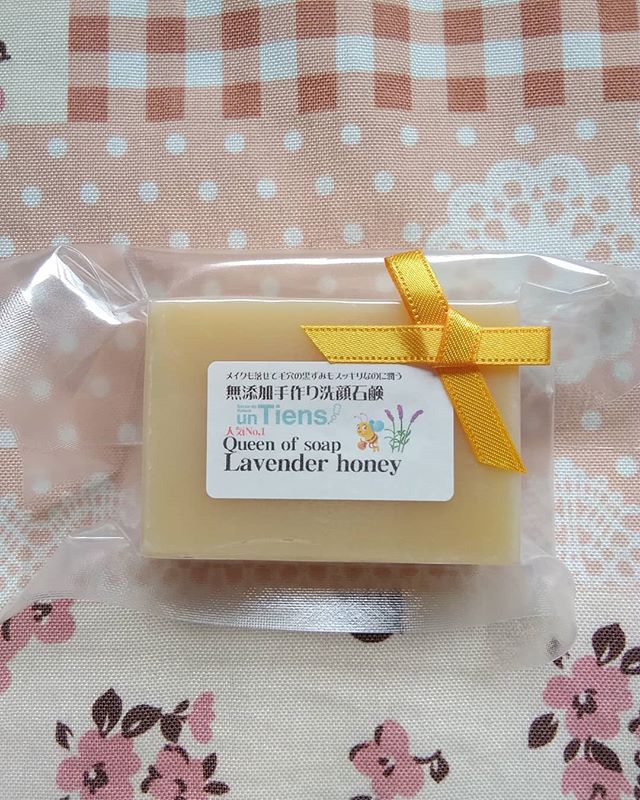 メイクも落せて毛穴の黒ずみもスッキリなのに潤う
無添加手作り洗顔石鹸
un Tiens
人気No.1
Queen of soap
Lavender honey